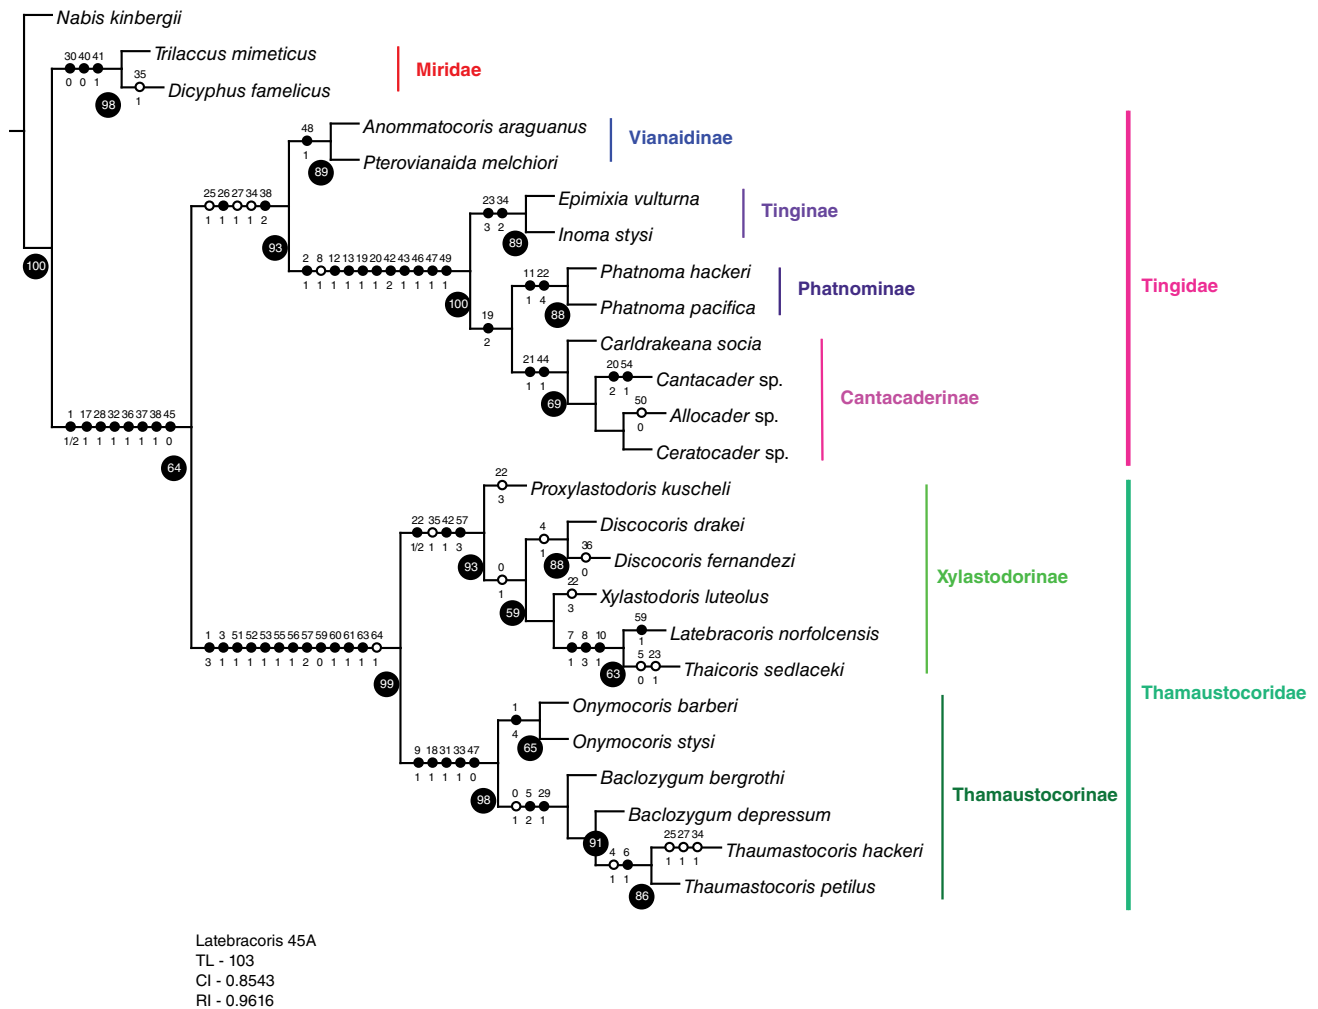 Nabis kinbergii
30 40 41
0 0 1
98
Trilaccus mimeticus
35
1
Dicyphus famelicus
Miridae
100
48
1
89
Anommatocoris araguanus
Pterovianaida melchiori
Vianaidinae
25 26 27 34 38
1 1 1 1 2
93
23 34
3 2
89
Epimixia vulturna
Inoma stysi
Tinginae
2 8 12 13 19 20 42 43 46 47 49
1 1 1 1 1 1 2 1 1 1 1
100
11 22
1 4
88
Phatnoma hackeri
Phatnoma pacifica
Phatnominae
Tingidae
19
2
Carldrakeana socia
21 44
1 1
69
20 54
2 1
Cantacader sp.
50
0
Allocader sp.
Ceratocader sp.
Cantacaderinae
1 17 28 32 36 37 38 45
1/2 1 1 1 1 1 1 0
64
22
3
Proxylastodoris kuscheli
22 35 42 57
1/2 1 1 3
93
4
1
88
Discocoris drakei
36
0
Discocoris fernandezi
0
1
59
22
3
Xylastodoris luteolus
Xylastodorinae
7 8 10
1 3 1
63
59
1
Latebracoris norfolcensis
5 23
0 1
Thaicoris sedlaceki
1 3 51 52 53 55 56 57 59 60 61 63 64
3 1 1 1 1 1 1 2 0 1 1 1 1
99
Thamaustocoridae
1
4
65
Onymocoris barberi
Onymocoris stysi
9 18 31 33 47
1 1 1 1 0
98
0 5 29
1 2 1
Baclozygum bergrothi
Thamaustocorinae
91
Baclozygum depressum
4 6
1 1
86
25 27 34
1 1 1
Thaumastocoris hackeri
Thaumastocoris petilus
Latebracoris 45A
TL - 103
CI - 0.8543
RI - 0.9616